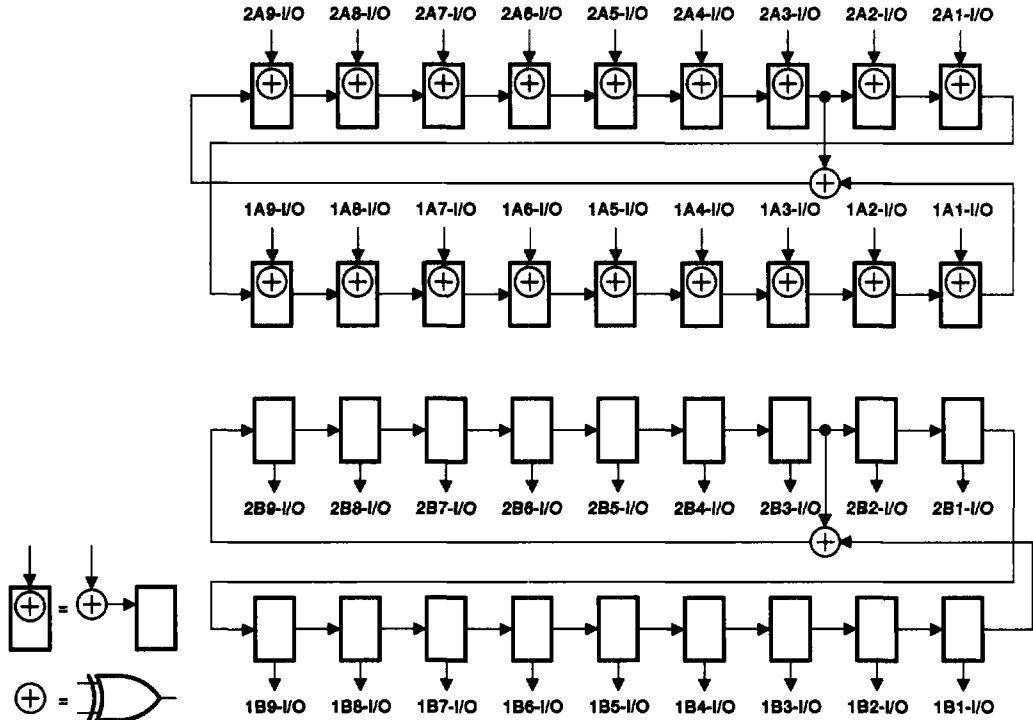 2A9-I/O 2A8-I/O 2A7-I/O 2A6-I/O 2A5-I/O 2A4-I/O 2A3-I/O 2A2-I/O 2A1-I/O
1A9-I/O 1A8-I/O 1A7-I/O 1A6-I/O 1A5-I/O 1A4-I/O 1A3-I/O 1A2-I/O 1A1-I/O
2B9-I/O 2B8-I/O 2B7-I/O 2B6-I/O 2B5-I/O 2B4-I/O 2B3-I/O 2B2-I/O 2B1-I/O
=
=
1B9-I/O 1B8-I/O 1B7-I/O 1B6-I/O 1B5-I/O 1B4-I/O 1B3-I/O 1B2-I/O 1B1-I/O